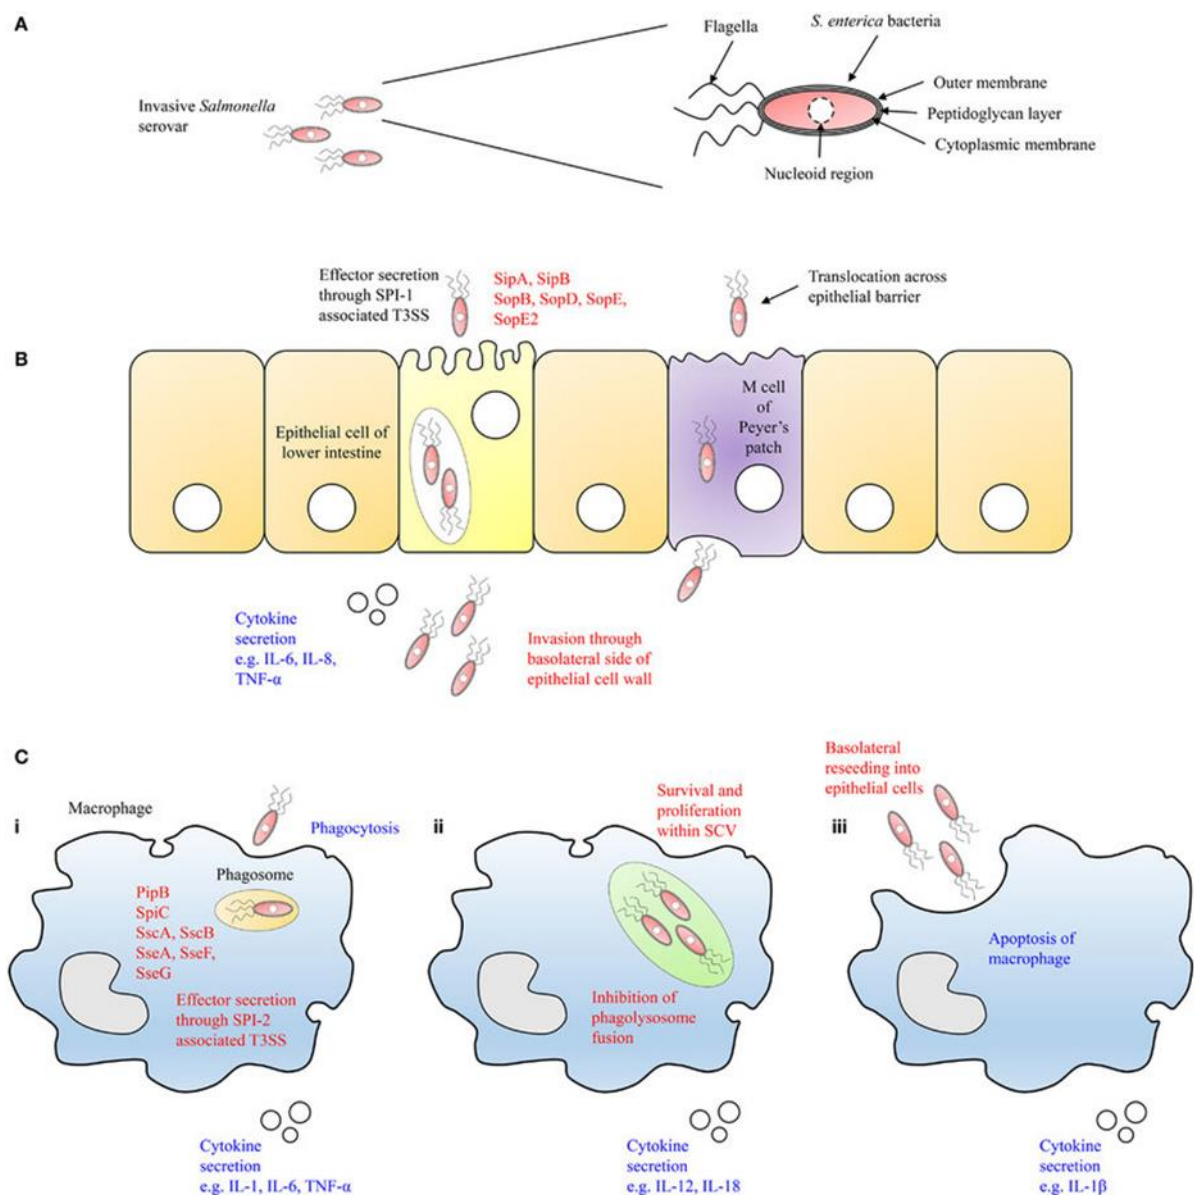 A
Flagella
S. enterica bacteria
Invasive Salmonella
serovar
Outer membrane
Peptidoglycan layer
Cytoplasmic membrane
Nucleoid region
Effector secretion
through SPI-1
associated T3SS
SipA, SipB
SopB, SopD, SopE,
SopE2
Translocation across
epithelial barrier
B
Epithelial cell of
lower intestine
M cell
of
Peyer's
patch
Cytokine
secretion
e.g. IL-6, IL-8,
TNF-α
Invasion through
basolateral side of
epithelial cell wall
C
i
Macrophage
Phagocytosis
Phagosome
PipB
SpiC
SscA, SscB
SseA, SseF,
SseG
Effector secretion
through SPI-2
associated T3SS
Cytokine
secretion
e.g. IL-1, IL-6, TNF-α
ii
Survival and
proliferation
within SCV
Inhibition of
phagolysosome
fusion
Cytokine
secretion
e.g. IL-12, IL-18
iii
Basolateral
reseeding into
epithelial cells
Apoptosis of
macrophage
Cytokine
secretion
e.g. IL-1β